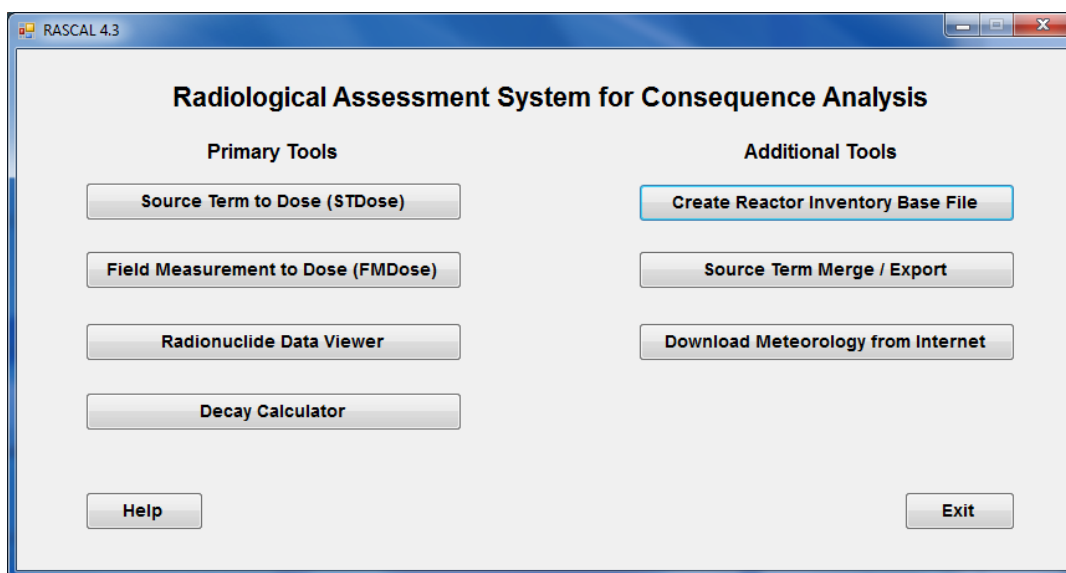 RASCAL 4.3
Radiological Assessment System for Consequence Analysis
Primary Tools
Source Term to Dose (STDose)
Field Measurement to Dose (FMDose)
Radionuclide Data Viewer
Decay Calculator
Additional Tools
Create Reactor Inventory Base File
Source Term Merge / Export
Download Meteorology from Internet
Help
Exit